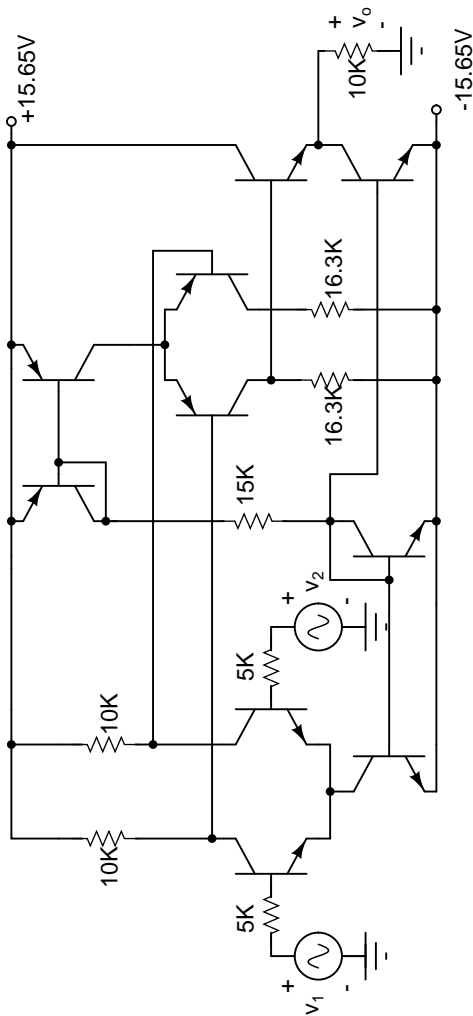 +15.65V
10K
10K
5K
5K
+
v1
-
+
v2
-
15K
16.3K
16.3K
10K
+
vo
-
-15.65V